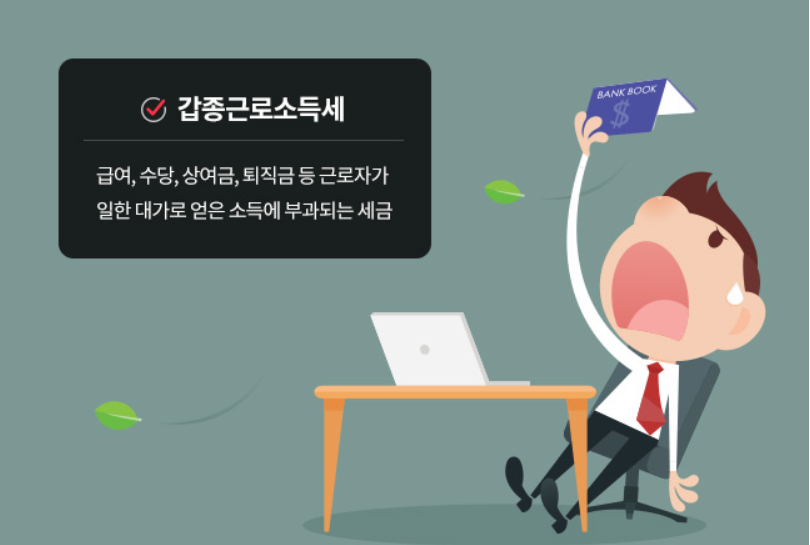 갑종근로소득세
급여, 수당, 상여금, 퇴직금 등 근로자가
일한 대가로 얻은 소득에 부과되는 세금
BANK BOOK
$